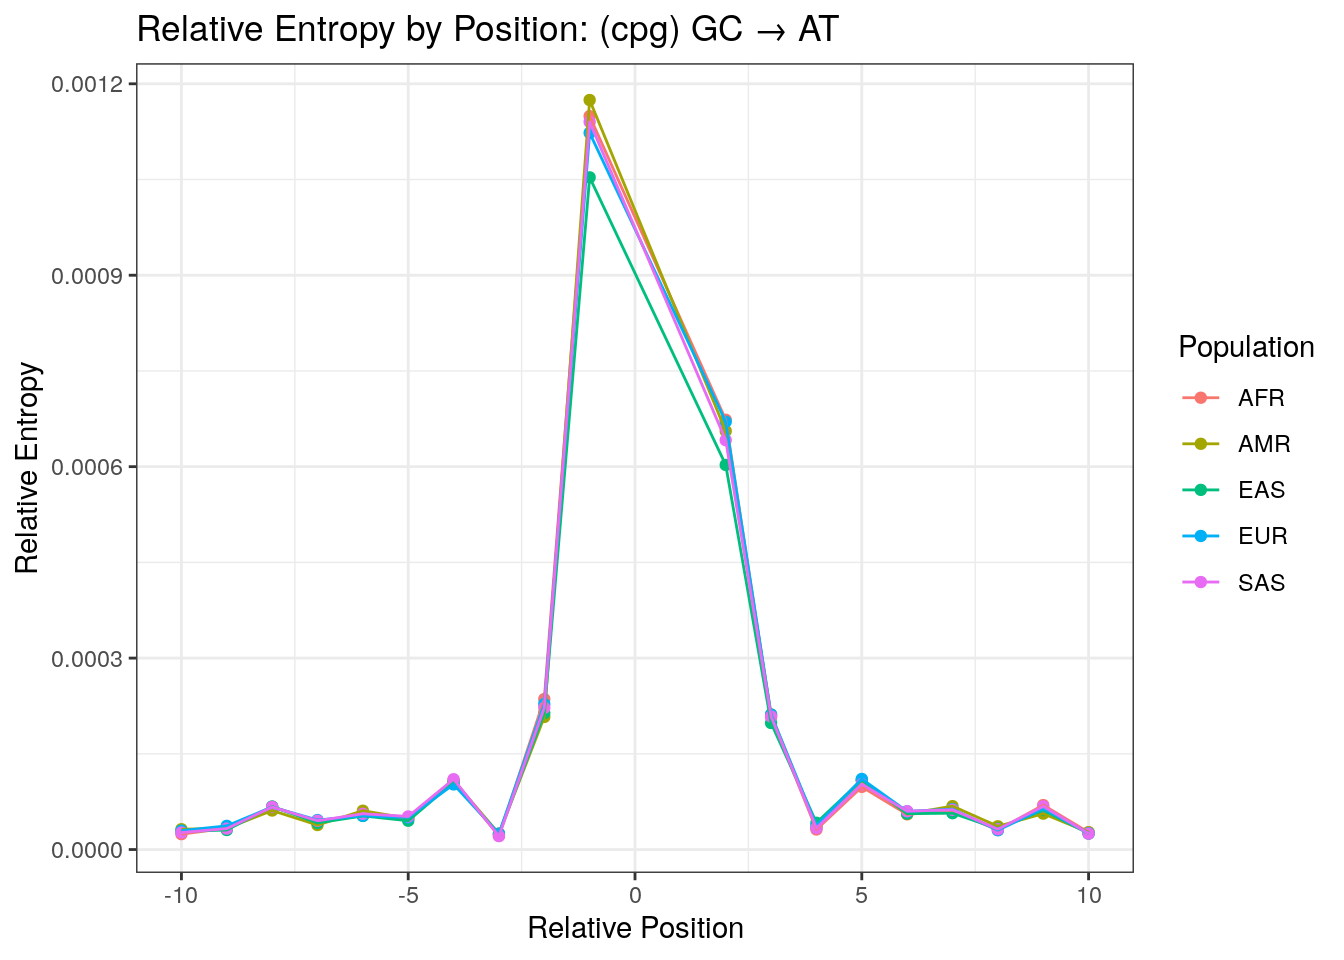 Relative Entropy by Position: (cpg) GC → AT
0.0012
0.0009
0.0006
0.0003
0.0000
Relative Entropy
-10
-5
0
5
10
Relative Position
Population
AFR
AMR
EAS
EUR
SAS